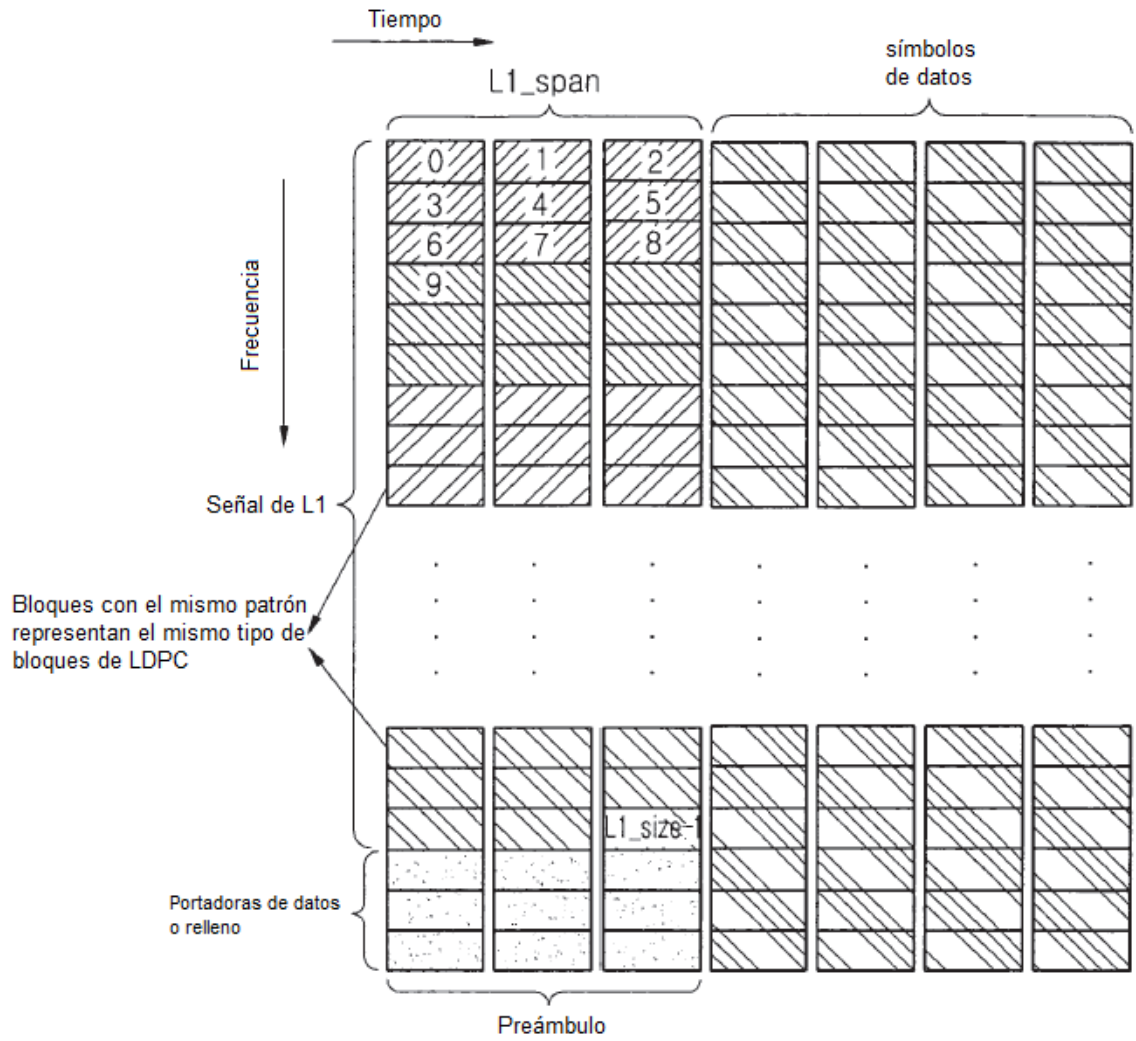 Tiempo
L1_span
símbolos
de datos
0 1 2
3 4 5
6 7 8
9
Frecuencia
Señal de L1
Bloques con el mismo patrón
representan el mismo tipo de
bloques de LDPC
L1_size-1
Portadoras de datos
o relleno
Preámbulo